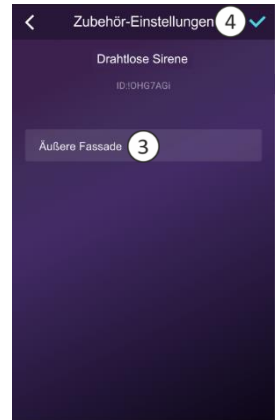 Zubehör-Einstellungen 4
Drahtlose Sirene
ID:!OHG7AGi
Äußere Fassade 3